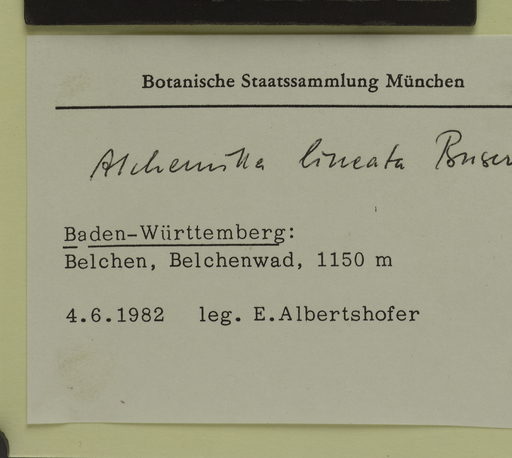 Botanische Staatssammlung München
Alchemilla lineata Buser
Baden-Württemberg:
Belchen, Belchenwad, 1150 m
4.6.1982 leg. E.Albertshofer